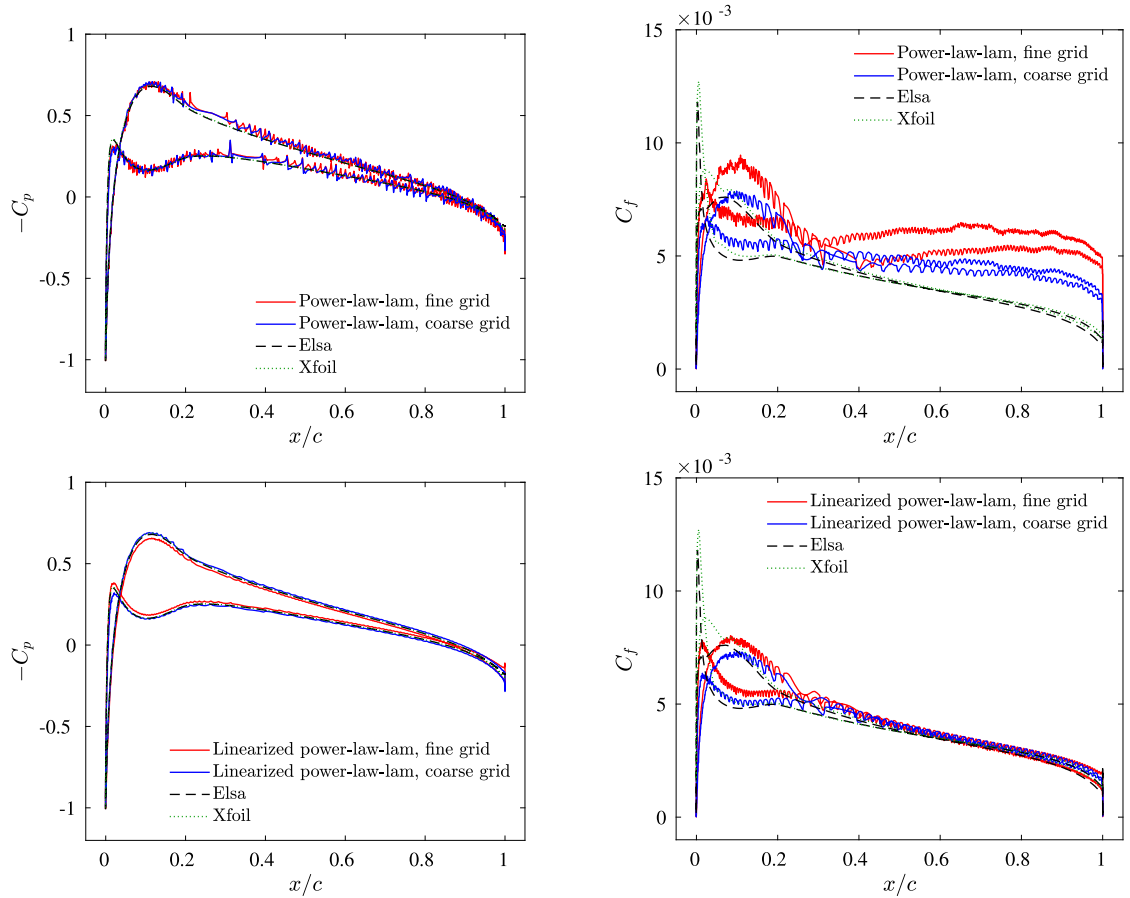 1
0.5
0
-0.5
-1
−C_p
0
0.2
0.4
0.6
0.8
1
x/c
Power-law-lam, fine grid
Power-law-lam, coarse grid
Elsa
Xfoil
×10 -3
15
10
5
0
C_f
0
0.2
0.4
0.6
0.8
1
x/c
Power-law-lam, fine grid
Power-law-lam, coarse grid
Elsa
Xfoil
1
0.5
0
-0.5
-1
−C_p
0
0.2
0.4
0.6
0.8
1
x/c
Linearized power-law-lam, fine grid
Linearized power-law-lam, coarse grid
Elsa
Xfoil
×10 -3
15
10
5
0
C_f
0
0.2
0.4
0.6
0.8
1
x/c
Linearized power-law-lam, fine grid
Linearized power-law-lam, coarse grid
Elsa
Xfoil